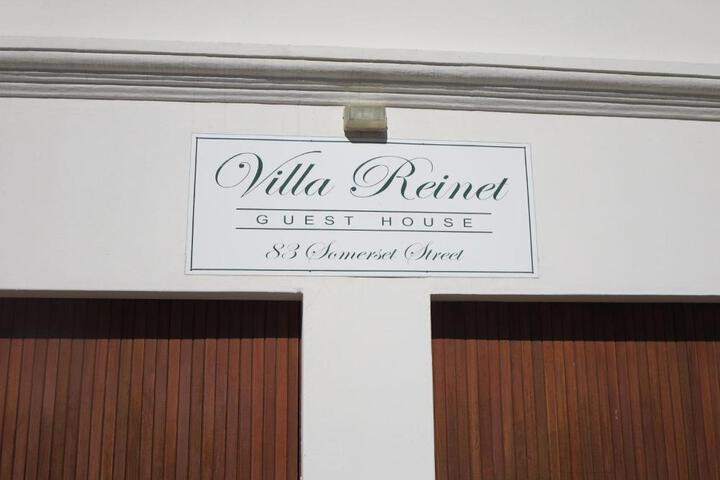 Villa Reinet
GUEST HOUSE
83 Somerset Street